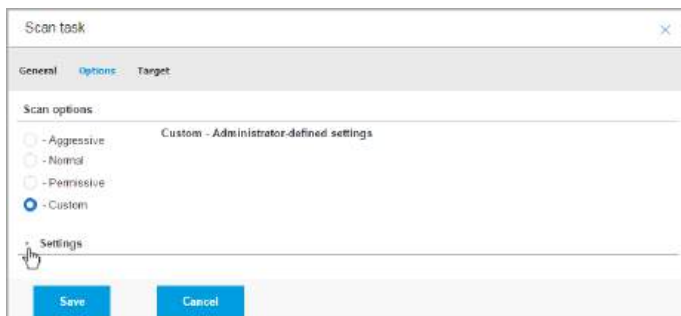 Scan task
General Options Target
Scan options
- Aggressive
Custom - Administrator-defined settings
- Normal
- Permissive
- Custom
Settings
Save Cancel